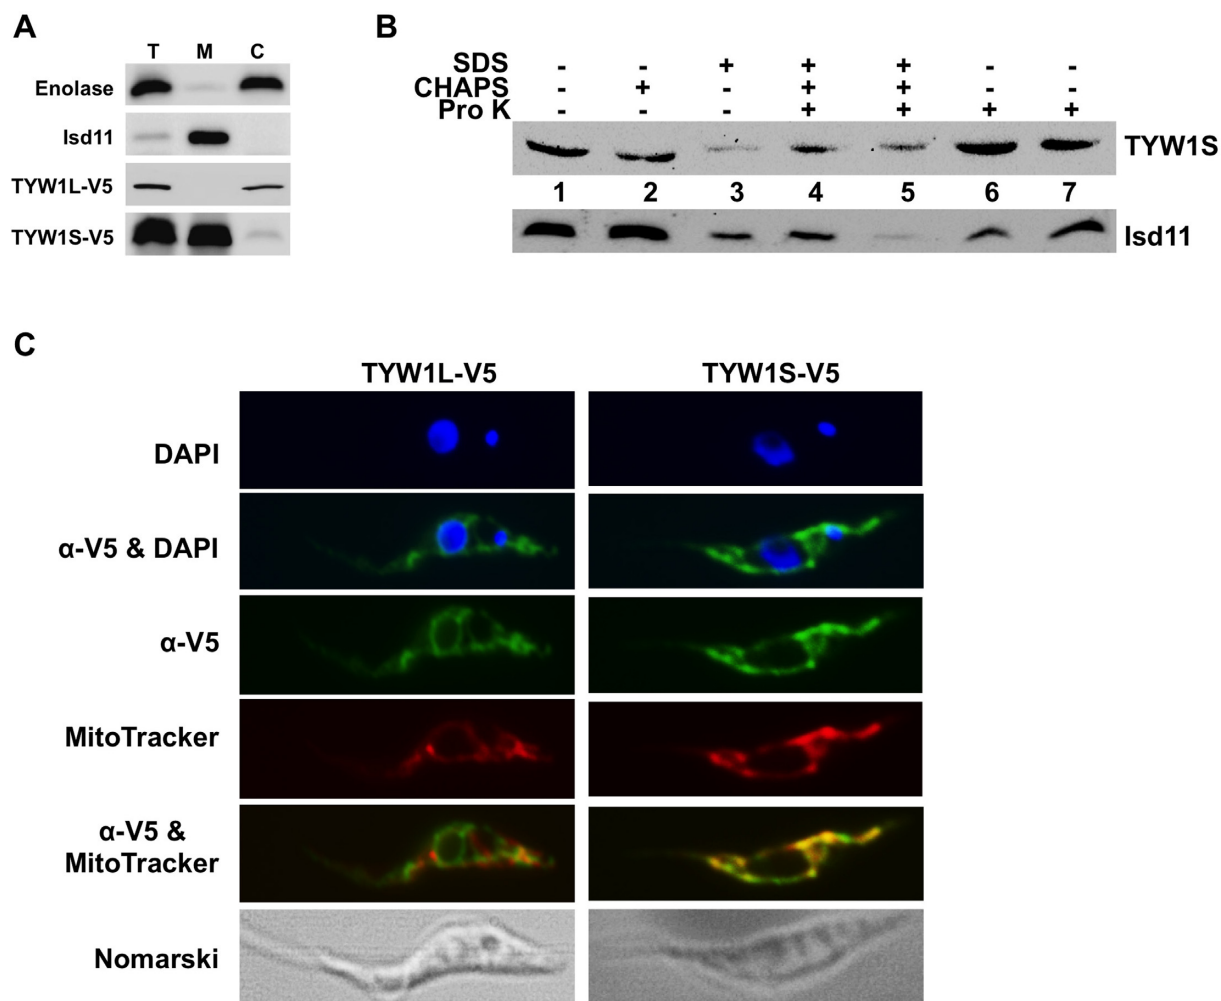 A
T M C
Enolase
Isd11
TYW1L-V5
TYW1S-V5
B
SDS - - + + + - -
CHAPS - + - + + - -
Pro K - - - + + + +
TYW1S
1 2 3 4 5 6 7
Isd11
C
TYW1L-V5 TYW1S-V5
DAPI
α-V5 & DAPI
α-V5
MitoTracker
α-V5 &
MitoTracker
Nomarski